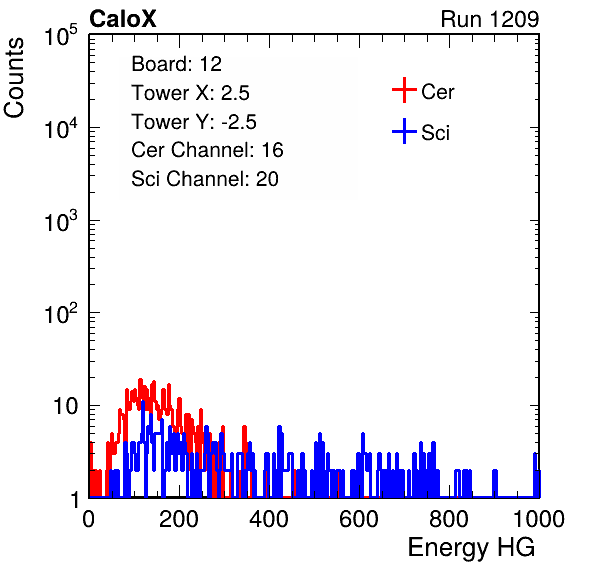 CaloX Run 1209
Counts
10^5
10^4
10^3
10^2
10
1
Board: 12
Tower X: 2.5
Tower Y: -2.5
Cer Channel: 16
Sci Channel: 20
Cer
Sci
0 200 400 600 800 1000
Energy HG